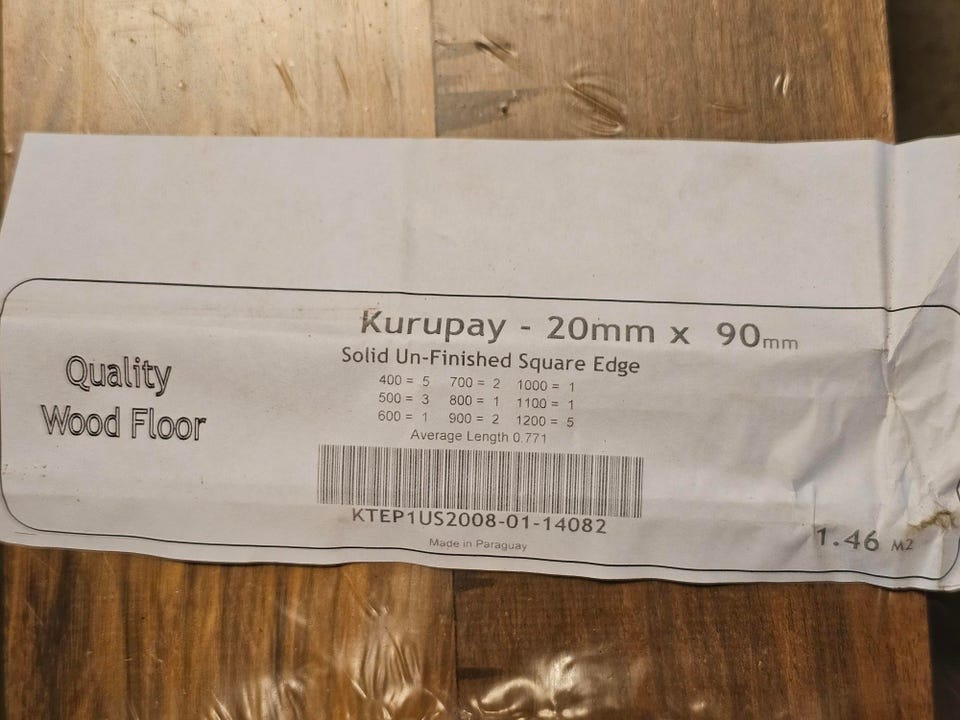 Kurupay - 20mm x 90mm
Solid Un-Finished Square Edge
Quality
Wood Floor
400 = 5 700 = 2 1000 = 1
500 = 3 800 = 1 1100 = 1
600 = 1 900 = 2 1200 = 5
Average Length 0.771
KTEP1US2008-01-14082
Made in Paraguay
1.46 M2